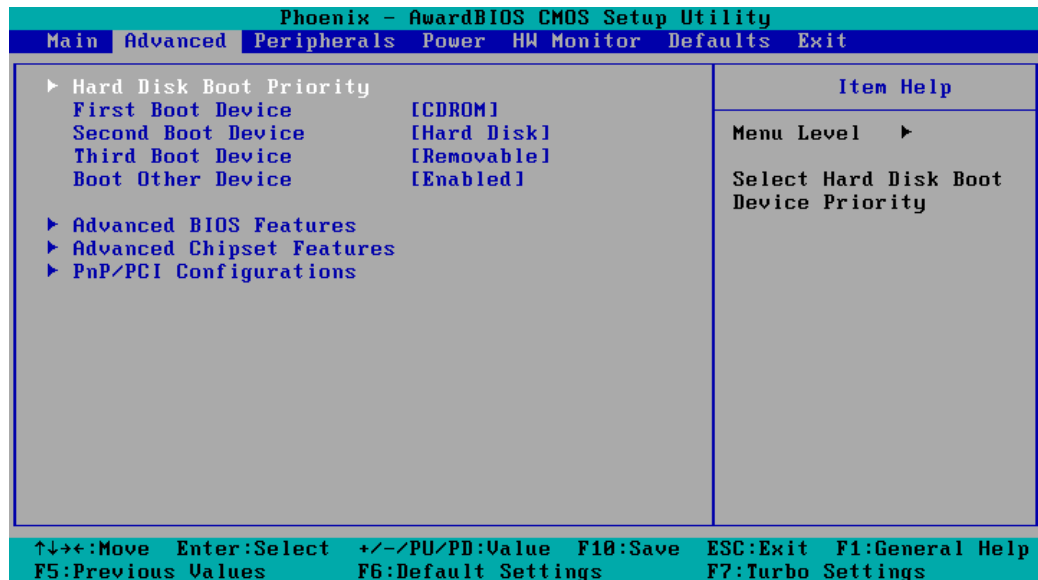 Phoenix - AwardBIOS CMOS Setup Utility
Main Advanced Peripherals Power HW Monitor Defaults Exit
Hard Disk Boot Priority
First Boot Device [CDROM]
Second Boot Device [Hard Disk]
Third Boot Device [Removable]
Boot Other Device [Enabled]
Advanced BIOS Features
Advanced Chipset Features
PnP/PCI Configurations
Item Help
Menu Level
Select Hard Disk Boot
Device Priority
↑↓→←:Move Enter:Select +/-/PU/PD:Value F10:Save ESC:Exit F1:General Help
F5:Previous Values F6:Default Settings F7:Turbo Settings